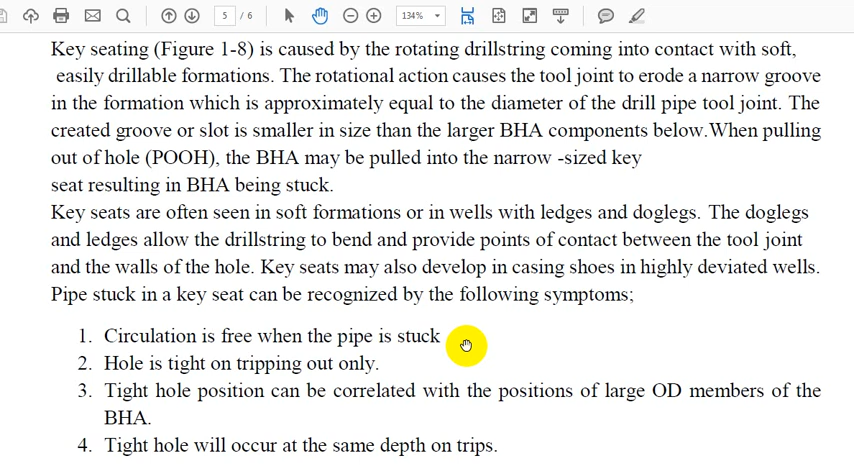 5 / 6
134%
Key seating (Figure 1-8) is caused by the rotating drillstring coming into contact with soft,
easily drillable formations. The rotational action causes the tool joint to erode a narrow groove
in the formation which is approximately equal to the diameter of the drill pipe tool joint. The
created groove or slot is smaller in size than the larger BHA components below.When pulling
out of hole (POOH), the BHA may be pulled into the narrow -sized key
seat resulting in BHA being stuck.
Key seats are often seen in soft formations or in wells with ledges and doglegs. The doglegs
and ledges allow the drillstring to bend and provide points of contact between the tool joint
and the walls of the hole. Key seats may also develop in casing shoes in highly deviated wells.
Pipe stuck in a key seat can be recognized by the following symptoms;
1. Circulation is free when the pipe is stuck
2. Hole is tight on tripping out only.
3. Tight hole position can be correlated with the positions of large OD members of the
BHA.
4. Tight hole will occur at the same depth on trips.